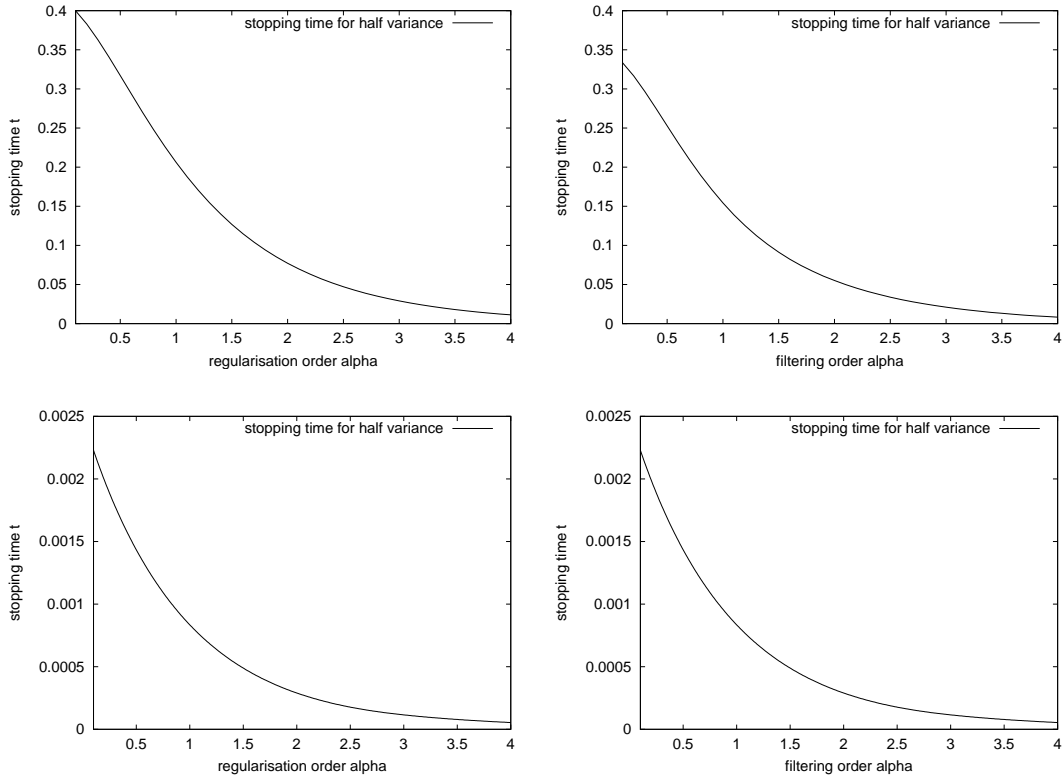 stopping time for half variance
0.4
0.35
0.3
0.25
0.2
0.15
0.1
0.05
0
stopping time t
0.5 1 1.5 2 2.5 3 3.5 4
regularisation order alpha
stopping time for half variance
0.4
0.35
0.3
0.25
0.2
0.15
0.1
0.05
0
stopping time t
0.5 1 1.5 2 2.5 3 3.5 4
filtering order alpha
stopping time for half variance
0.0025
0.002
0.0015
0.001
0.0005
0
stopping time t
0.5 1 1.5 2 2.5 3 3.5 4
regularisation order alpha
stopping time for half variance
0.0025
0.002
0.0015
0.001
0.0005
0
stopping time t
0.5 1 1.5 2 2.5 3 3.5 4
filtering order alpha